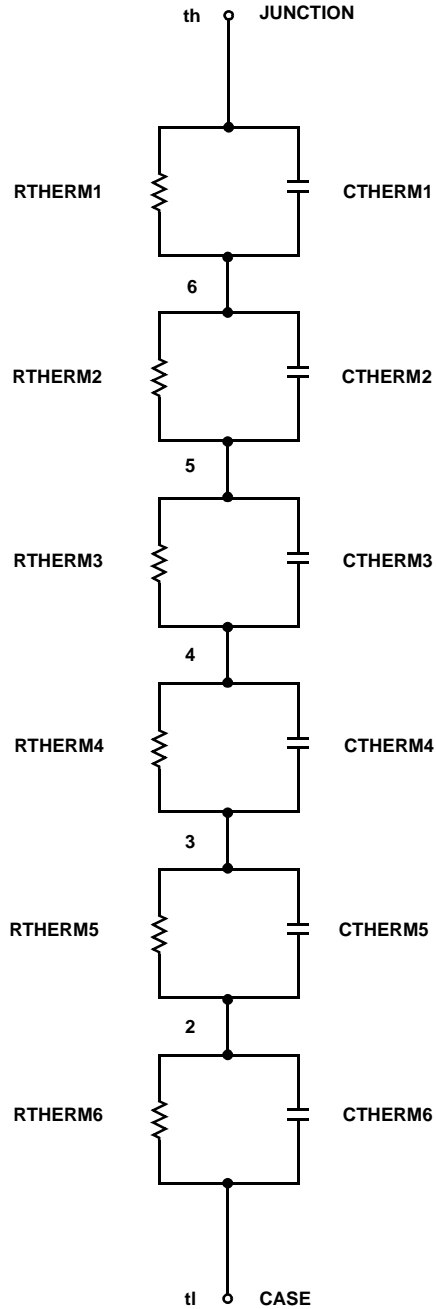 th JUNCTION
RTHERM1 CTHERM1
6
RTHERM2 CTHERM2
5
RTHERM3 CTHERM3
4
RTHERM4 CTHERM4
3
RTHERM5 CTHERM5
2
RTHERM6 CTHERM6
tl CASE